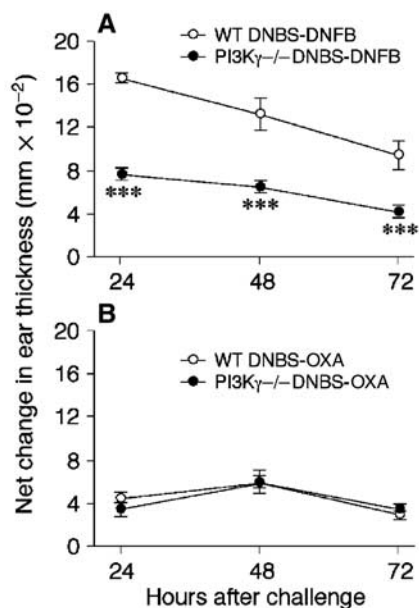 A
WT DNBS-DNFB
PI3Kγ−/−DNBS-DNFB
20
16
12
8
4
0
***
***
***
24
48
72
B
WT DNBS-OXA
PI3Kγ−/−DNBS-OXA
20
16
12
8
4
0
24
48
72
Net change in ear thickness (mm × 10⁻²)
Hours after challenge